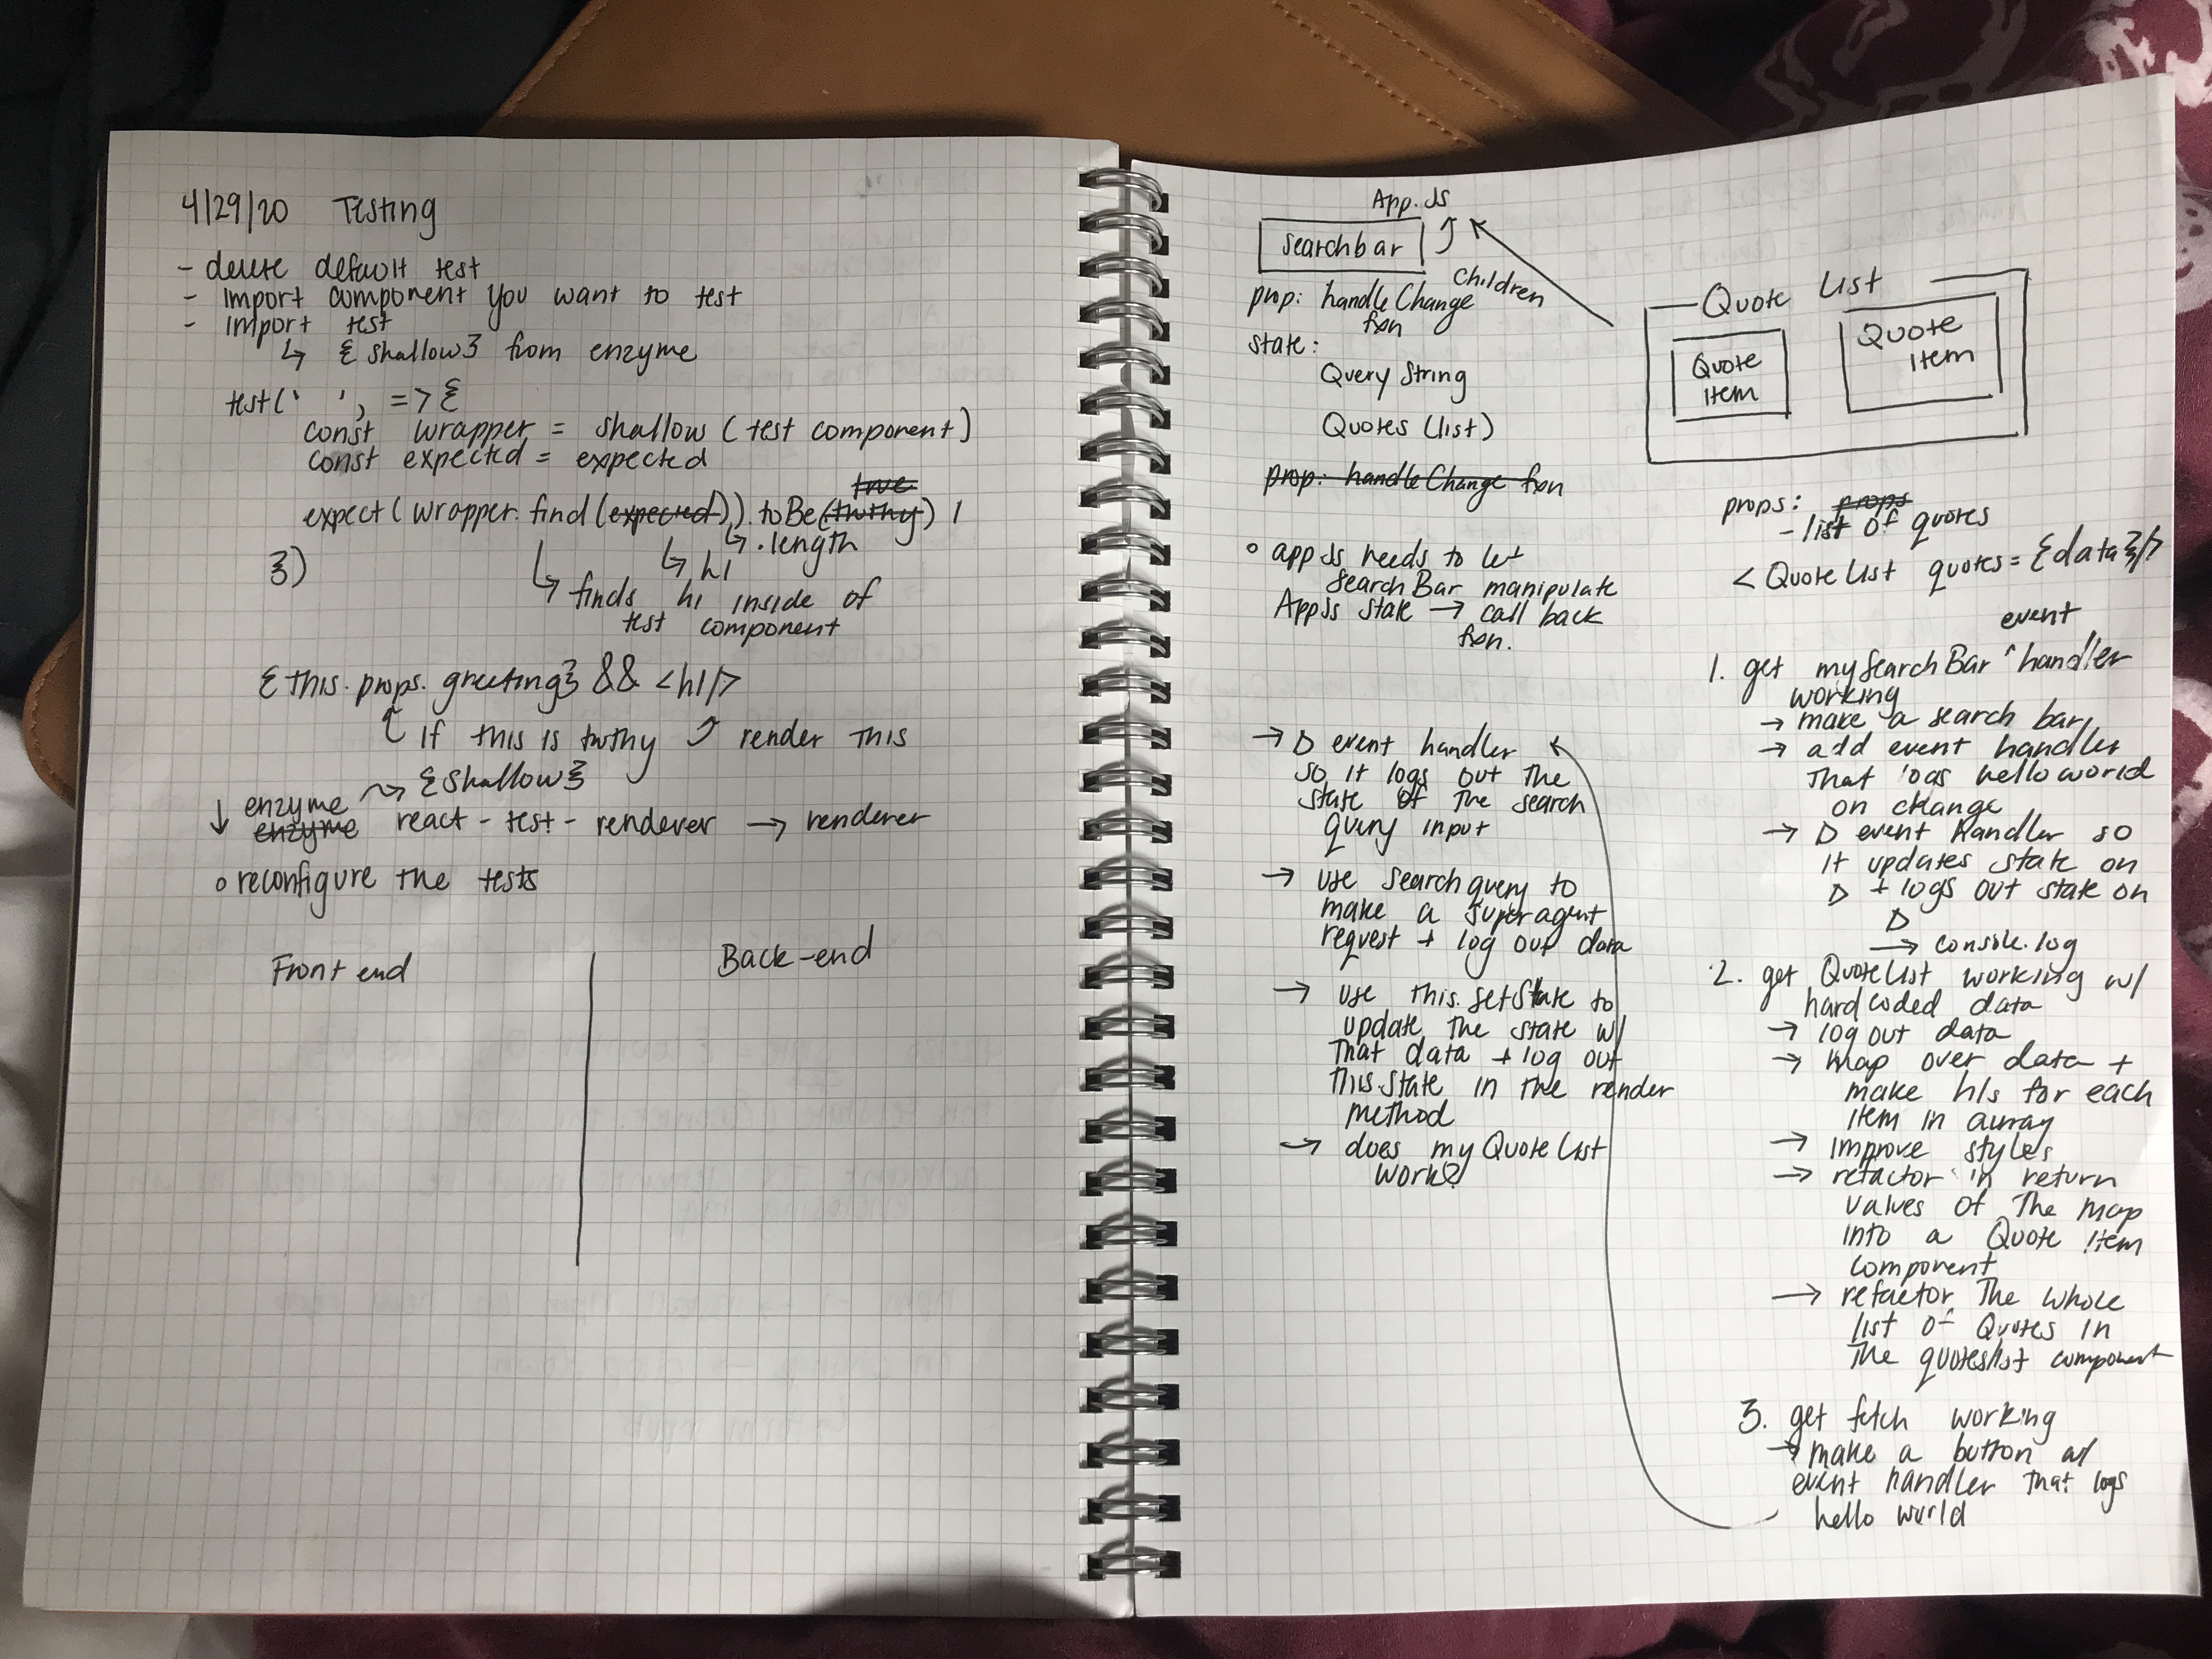 4/29/20 Testing
- delete default test
- import component you want to test
- import test
↳ {shallow} from enzyme
test(' ', => {
const wrapper = shallow (test component)
const expected = expected
expect(wrapper.find(expected)).toBe(truthy) 1
true
↳ h1
↳ .length
})
↳ finds h1 inside of
test component
{this.props.greeting} && <h1/>
( if this is truthy ⤴ render this
enzyme ~> {shallow}
↓ enzyme react-test-renderer → renderer
o reconfigure the tests
Front end Back-end
App.js
Searchbar
prop: handleChange children
fxn
state:
Query string
Quotes (list)
prop: handleChange fxn
o app.js needs to let
SearchBar manipulate
App.js state → call back
fxn.
→ Δ event handler
so it logs out the
state of the search
query input
→ use searchquery to
make a superagent
request + log out data
→ use this.setState to
update the state w/
that data + log out
this.state in the render
method
→ does my QuoteList
work?
Quote List
Quote
item
Quote
item
props: props
- list of quotes
<QuoteList quotes={data}/>
event
1. get my SearchBar ^ handler
working
→ make a search bar
→ add event handler
that logs hello world
on change
→ Δ event handler so
it updates state on
Δ + logs out state on
Δ
→ console.log
2. get QuoteList working w/
hard coded data
→ log out data
→ map over data +
make h1s for each
item in array
→ improve styles
→ refactor in return
values of the map
into a Quote item
component
→ refactor the whole
list of Quotes in
the quoteslist component
3. get fetch working
→ make a button w/
event handler that logs
hello world